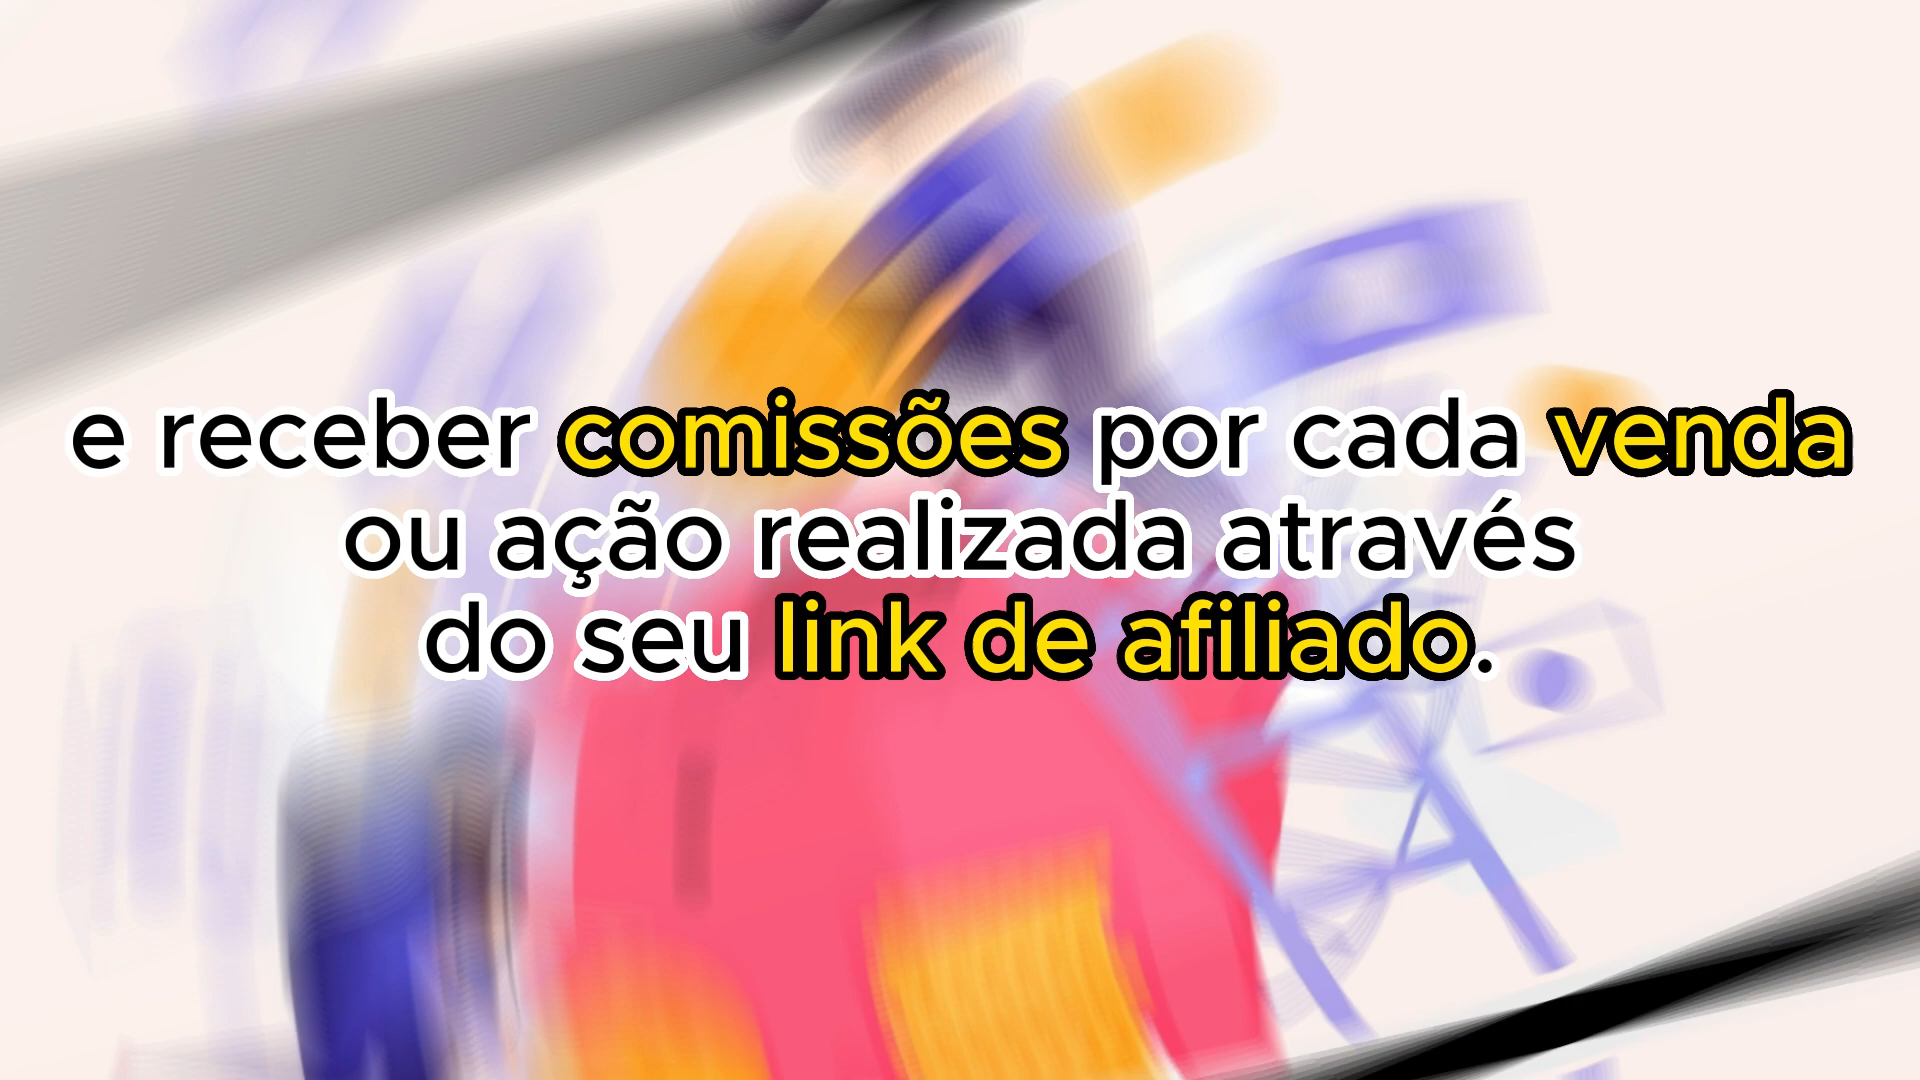 e receber comissões por cada venda
ou ação realizada através
do seu link de afiliado.